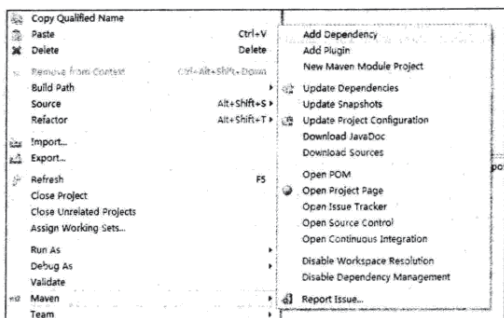 Copy Qualified Name
Paste Ctrl+V
Delete Delete
Remove from Context Ctrl+Alt+Shift+Down
Build Path
Source Alt+Shift+S
Refactor Alt+Shift+T
Import...
Export...
Refresh F5
Close Project
Close Unrelated Projects
Assign Working Sets...
Run As
Debug As
Validate
Maven
Team
Add Dependency
Add Plugin
New Maven Module Project
Update Dependencies
Update Snapshots
Update Project Configuration
Download JavaDoc
Download Sources
Open POM
Open Project Page
Open Issue Tracker
Open Source Control
Open Continuous Integration
Disable Workspace Resolution
Disable Dependency Management
Report Issue...
po